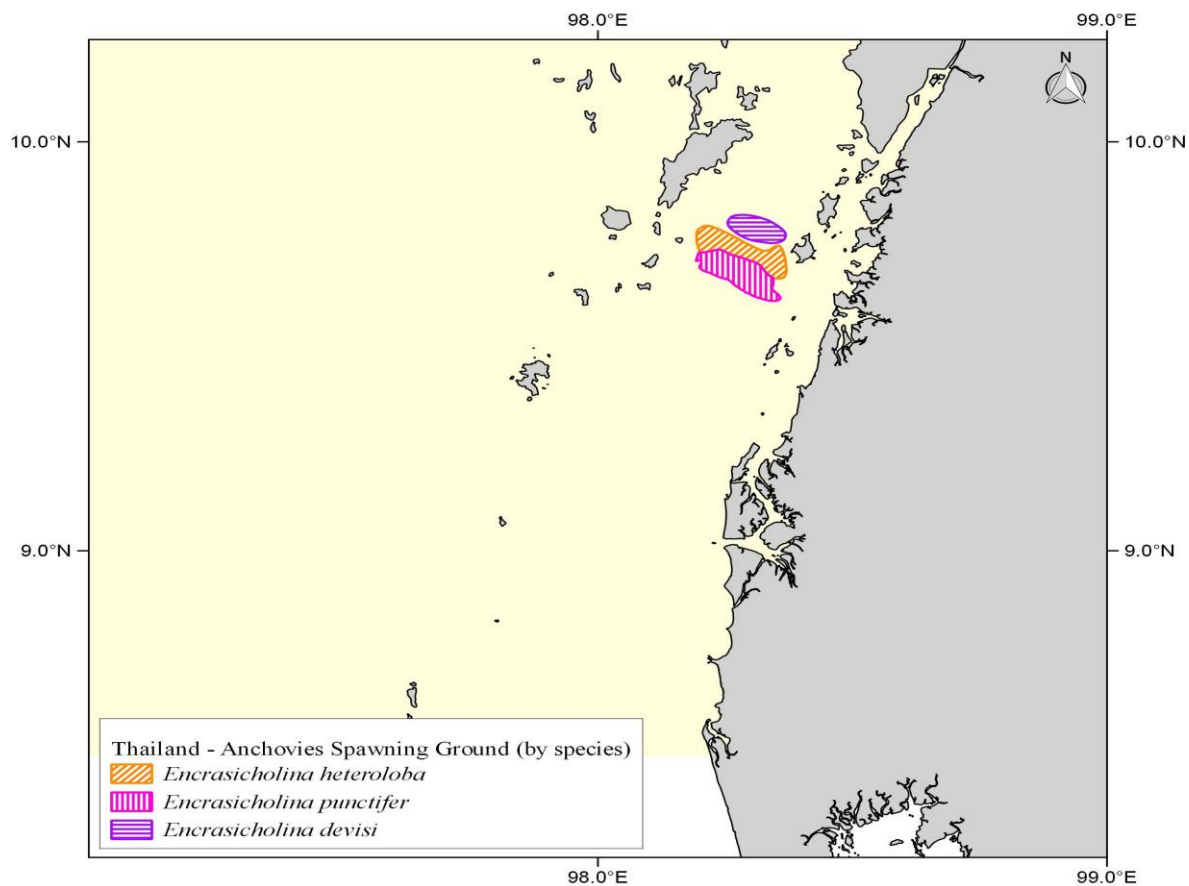 98.0°E 99.0°E
N
10.0°N 10.0°N
9.0°N 9.0°N
Thailand - Anchovies Spawning Ground (by species)
Encrasicholina heteroloba
Encrasicholina punctifer
Encrasicholina devisi
98.0°E 99.0°E